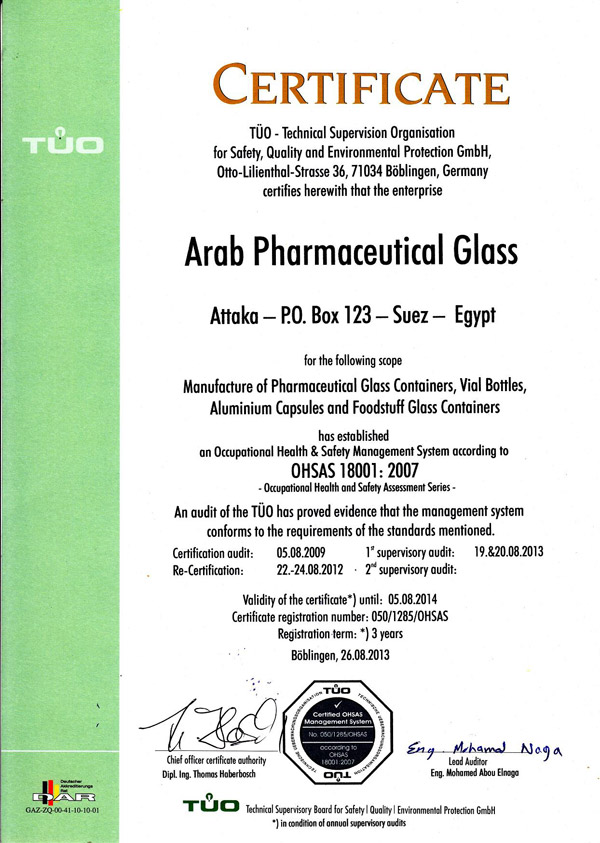 CERTIFICATE
TÜO
TÜO - Technical Supervision Organisation
for Safety, Quality and Environmental Protection GmbH,
Otto-Lilienthal-Strasse 36, 71034 Böblingen, Germany
certifies herewith that the enterprise
Arab Pharmaceutical Glass
Attaka – P.O. Box 123 – Suez – Egypt
for the following scope
Manufacture of Pharmaceutical Glass Containers, Vial Bottles,
Aluminium Capsules and Foodstuff Glass Containers
has established
an Occupational Health & Safety Management System according to
OHSAS 18001: 2007
- Occupational Health and Safety Assessment Series -
An audit of the TÜO has proved evidence that the management system
conforms to the requirements of the standards mentioned.
Certification audit: 05.08.2009 1st supervisory audit: 19.&20.08.2013
Re-Certification: 22.-24.08.2012 2nd supervisory audit:
Validity of the certificate*) until: 05.08.2014
Certificate registration number: 050/1285/OHSAS
Registration-term: *) 3 years
Böblingen, 26.08.2013
TÜO
Certified OHSAS
Management System
No. 050/1285/OHSAS
according to
OHSAS
18001:2007
TÜO
Eng. Mohamed Naga
Chief officer certificate authority
Dipl. Ing. Thomas Haberbosch
Lead Auditor
Eng. Mohamed Abou Elnaga
Deutscher
Akkreditierungs
Rat
DAR
GAZ-ZQ-00-41-10-10-01
TÜO Technical Supervisory Board for Safety | Quality | Environmental Protection GmbH
*) in condition of annual supervisory audits